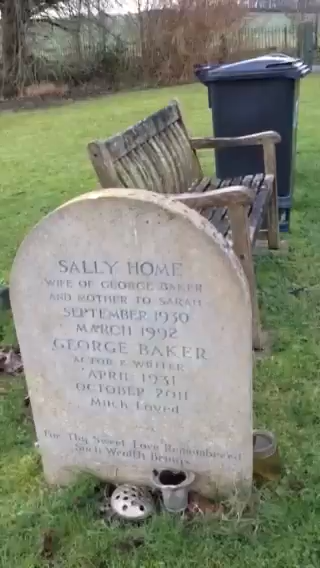 SALLY HOME
WIFE OF GEORGE BAKER
AND MOTHER TO SARAH
SEPTEMBER 1930
MARCH 1992
GEORGE BAKER
ACTOR & WRITER
APRIL 1931
OCTOBER 2011
Much Loved
For Thy Sweet Love Remembered
Such Wealth Brings